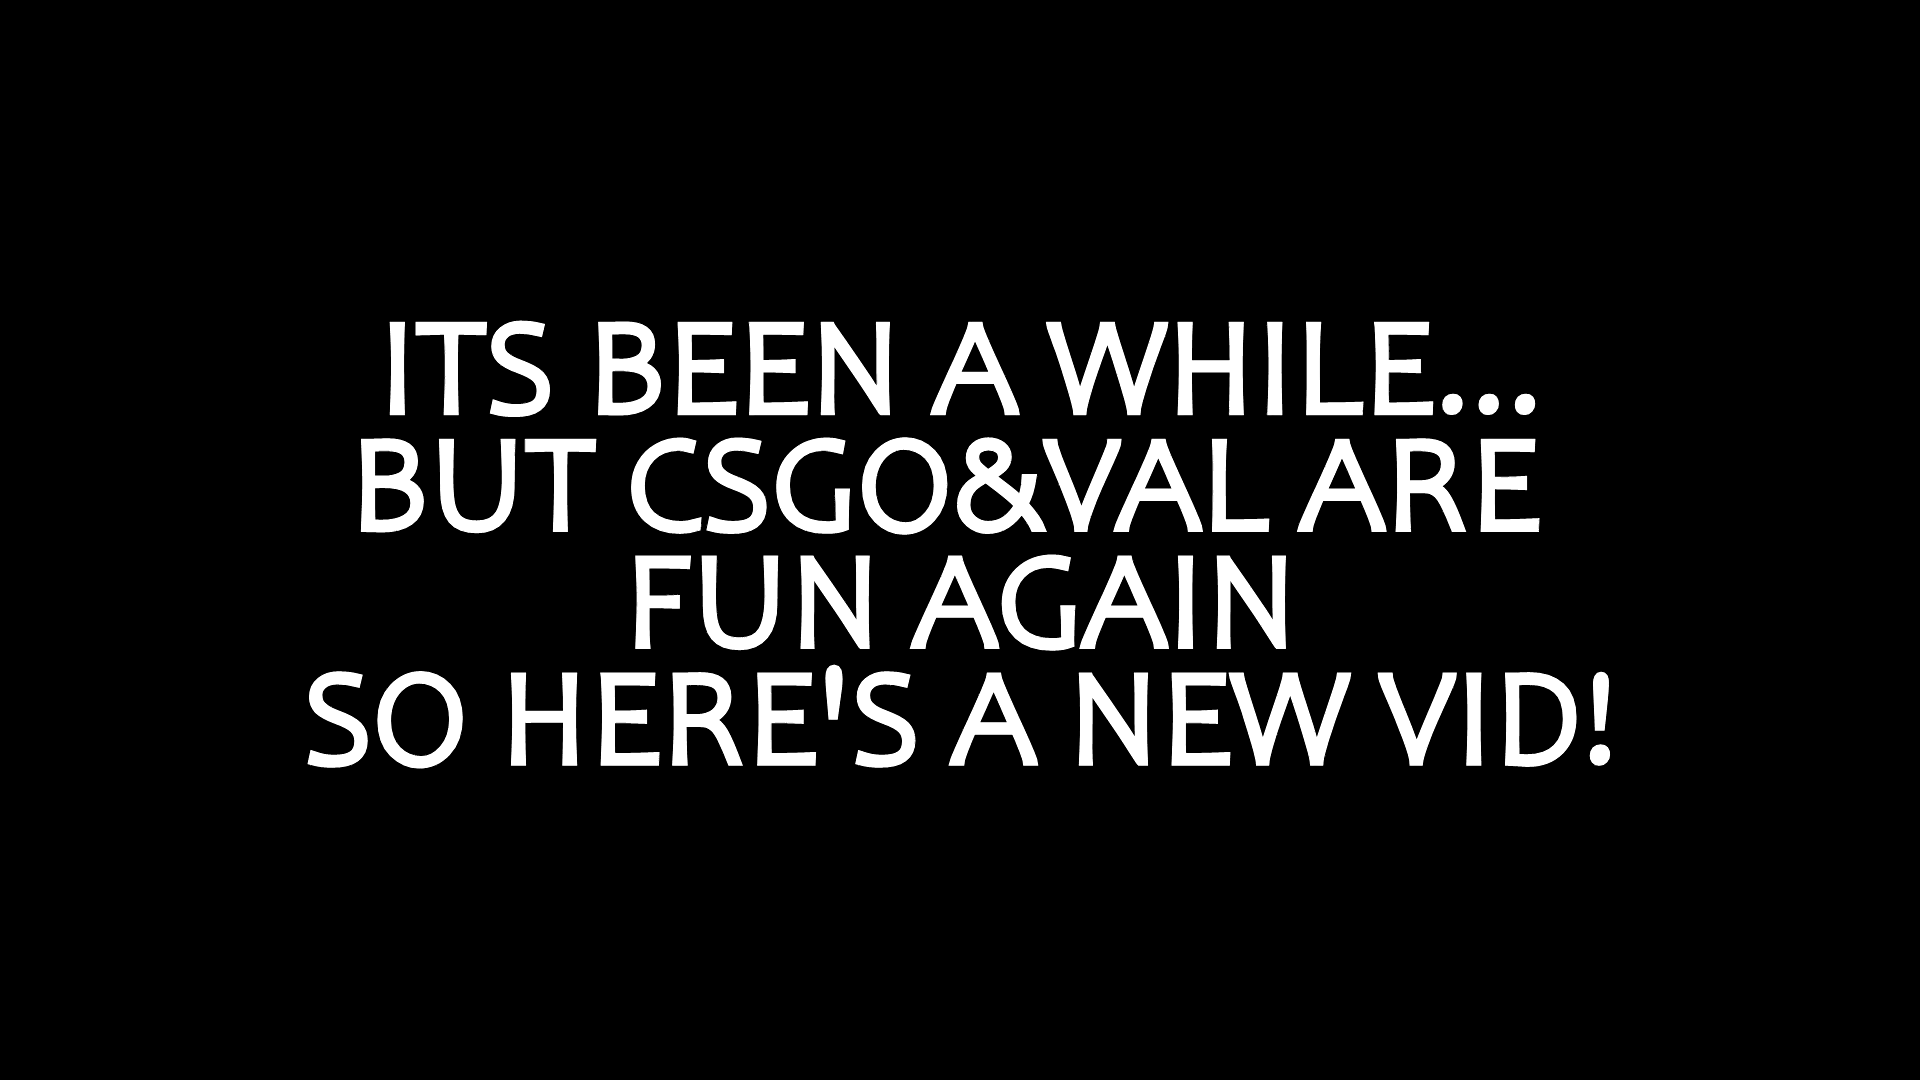 ITS BEEN A WHILE...
BUT CSGO&VAL ARE
FUN AGAIN
SO HERE'S A NEW VID!